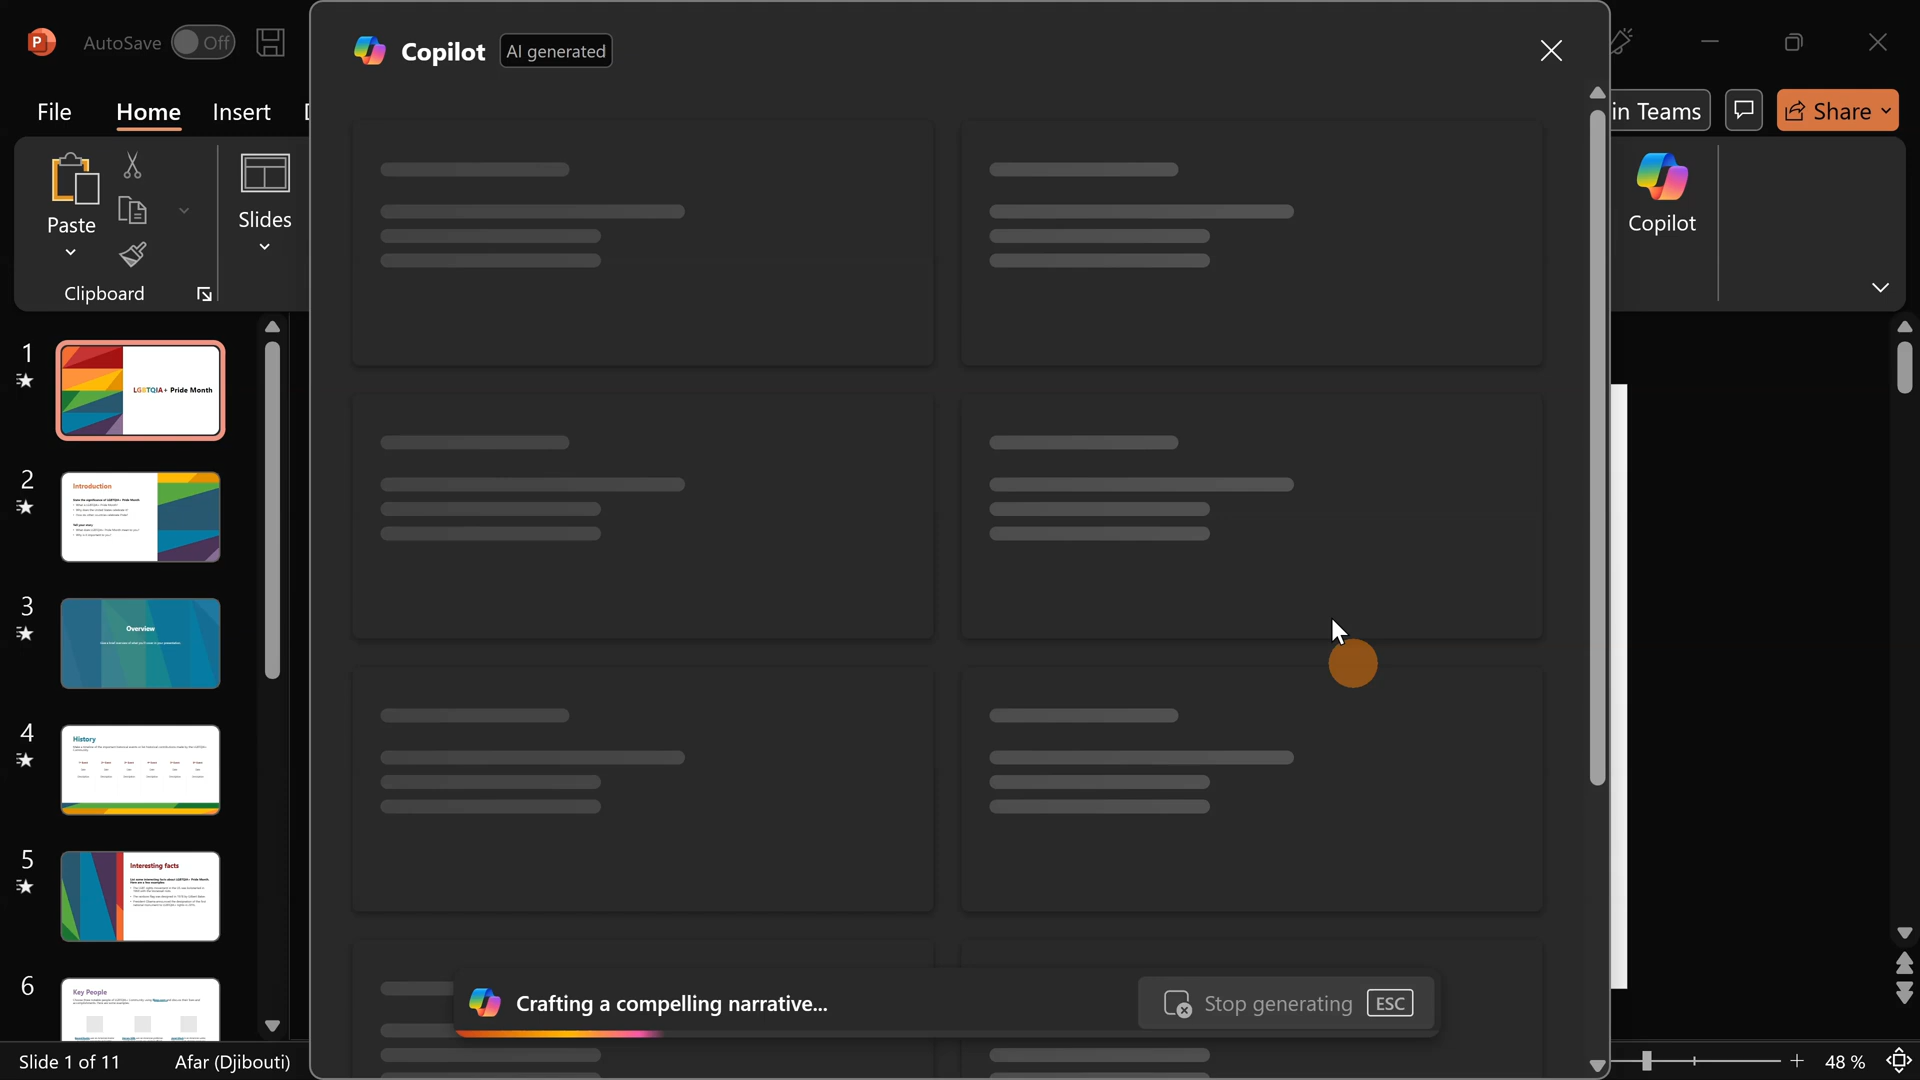 AutoSave Off
Copilot AI generated
File Home Insert
in Teams Share
Paste
Slides
Clipboard
Copilot
1
LGBTQIA+ Pride Month
2
Introduction
3
Overview
4
History
5
Interesting facts
6
Key People
Crafting a compelling narrative... Stop generating ESC
Slide 1 of 11 Afar (Djibouti) 48 %